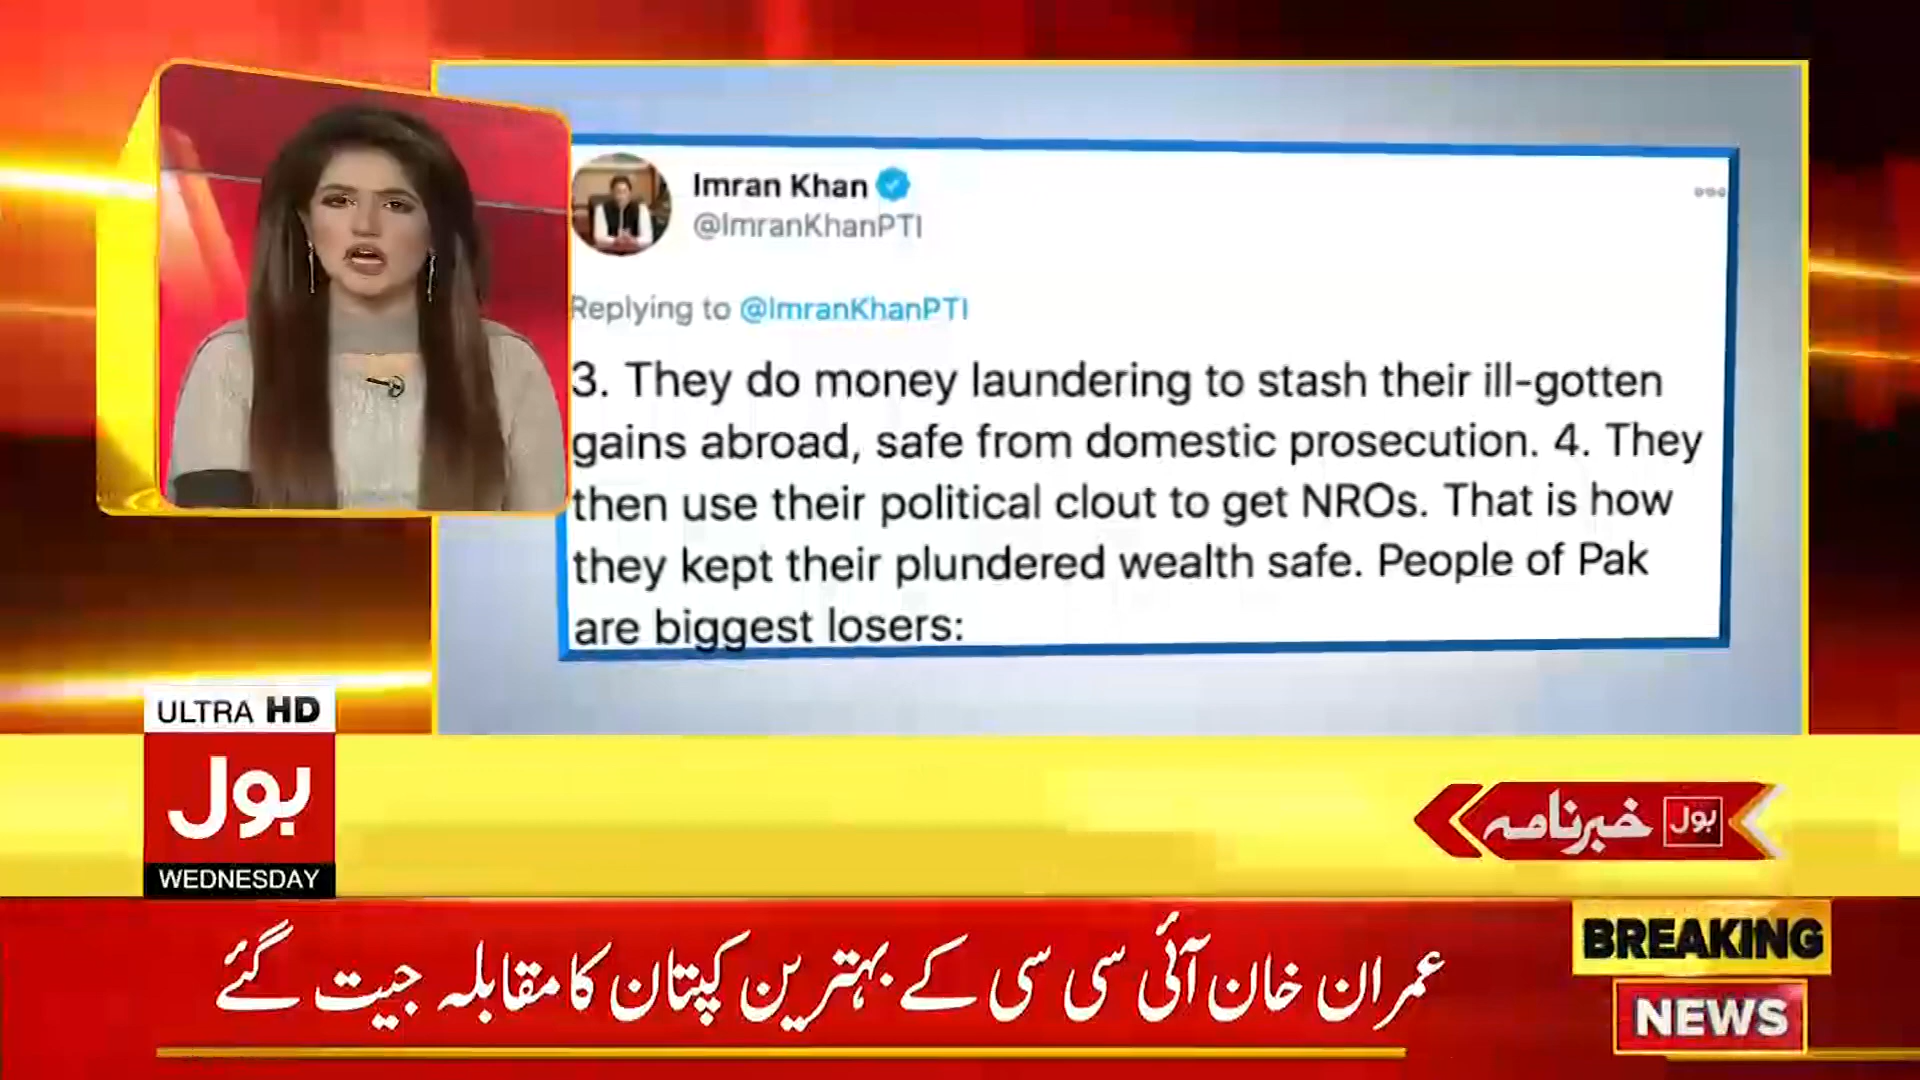 Imran Khan
@ImranKhanPTI
Replying to @ImranKhanPTI
3. They do money laundering to stash their ill-gotten
gains abroad, safe from domestic prosecution. 4. They
then use their political clout to get NROs. That is how
they kept their plundered wealth safe. People of Pak
are biggest losers:
ULTRA HD
بول
WEDNESDAY
بول خبرنامہ
عمران خان آئی سی سی کے بہترین کپتان کا مقابلہ جیت گئے
BREAKING
NEWS